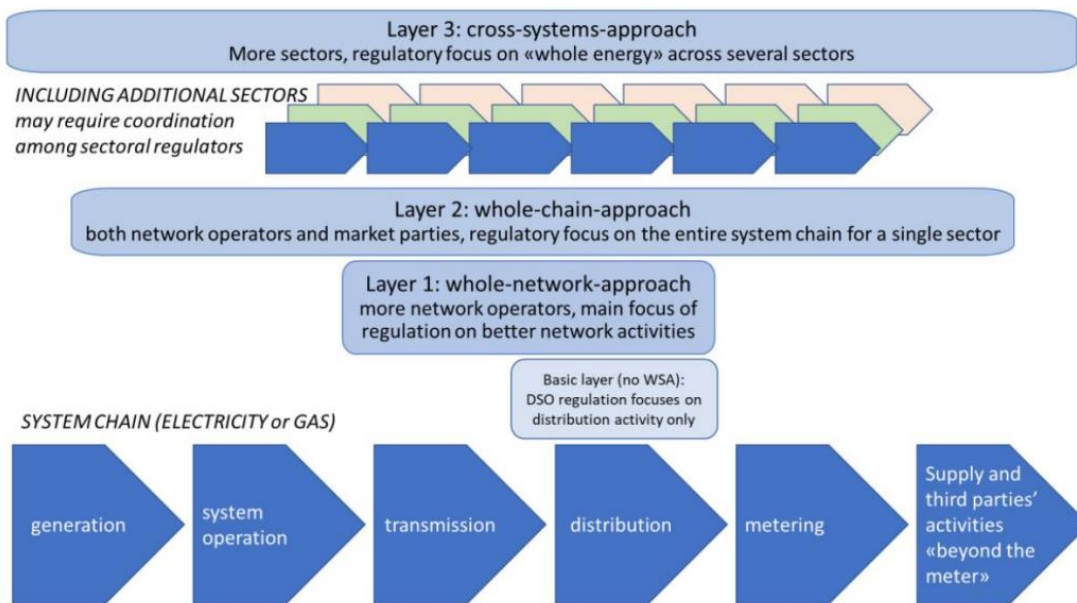 Layer 3: cross-systems-approach
More sectors, regulatory focus on «whole energy» across several sectors
INCLUDING ADDITIONAL SECTORS
may require coordination
among sectoral regulators
Layer 2: whole-chain-approach
both network operators and market parties, regulatory focus on the entire system chain for a single sector
Layer 1: whole-network-approach
more network operators, main focus of
regulation on better network activities
Basic layer (no WSA):
DSO regulation focuses on
distribution activity only
SYSTEM CHAIN (ELECTRICITY or GAS)
generation
system
operation
transmission
distribution
metering
Supply and
third parties'
activities
«beyond the
meter»